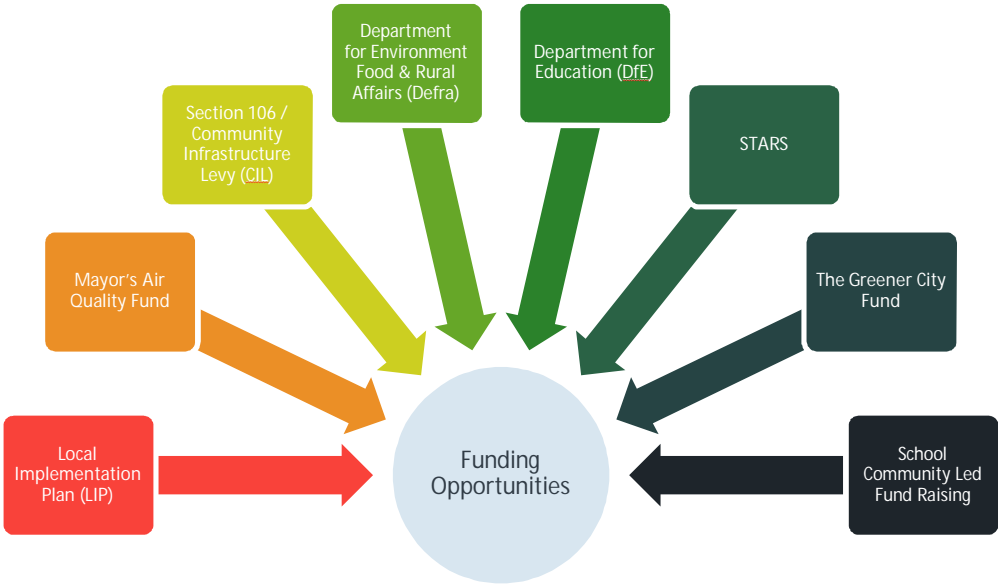 Department
for Environment
Food & Rural
Affairs (Defra)
Department for
Education (DfE)
Section 106 /
Community
Infrastructure
Levy (CIL)
STARS
Mayor's Air
Quality Fund
The Greener City
Fund
Local
Implementation
Plan (LIP)
Funding
Opportunities
School
Community Led
Fund Raising